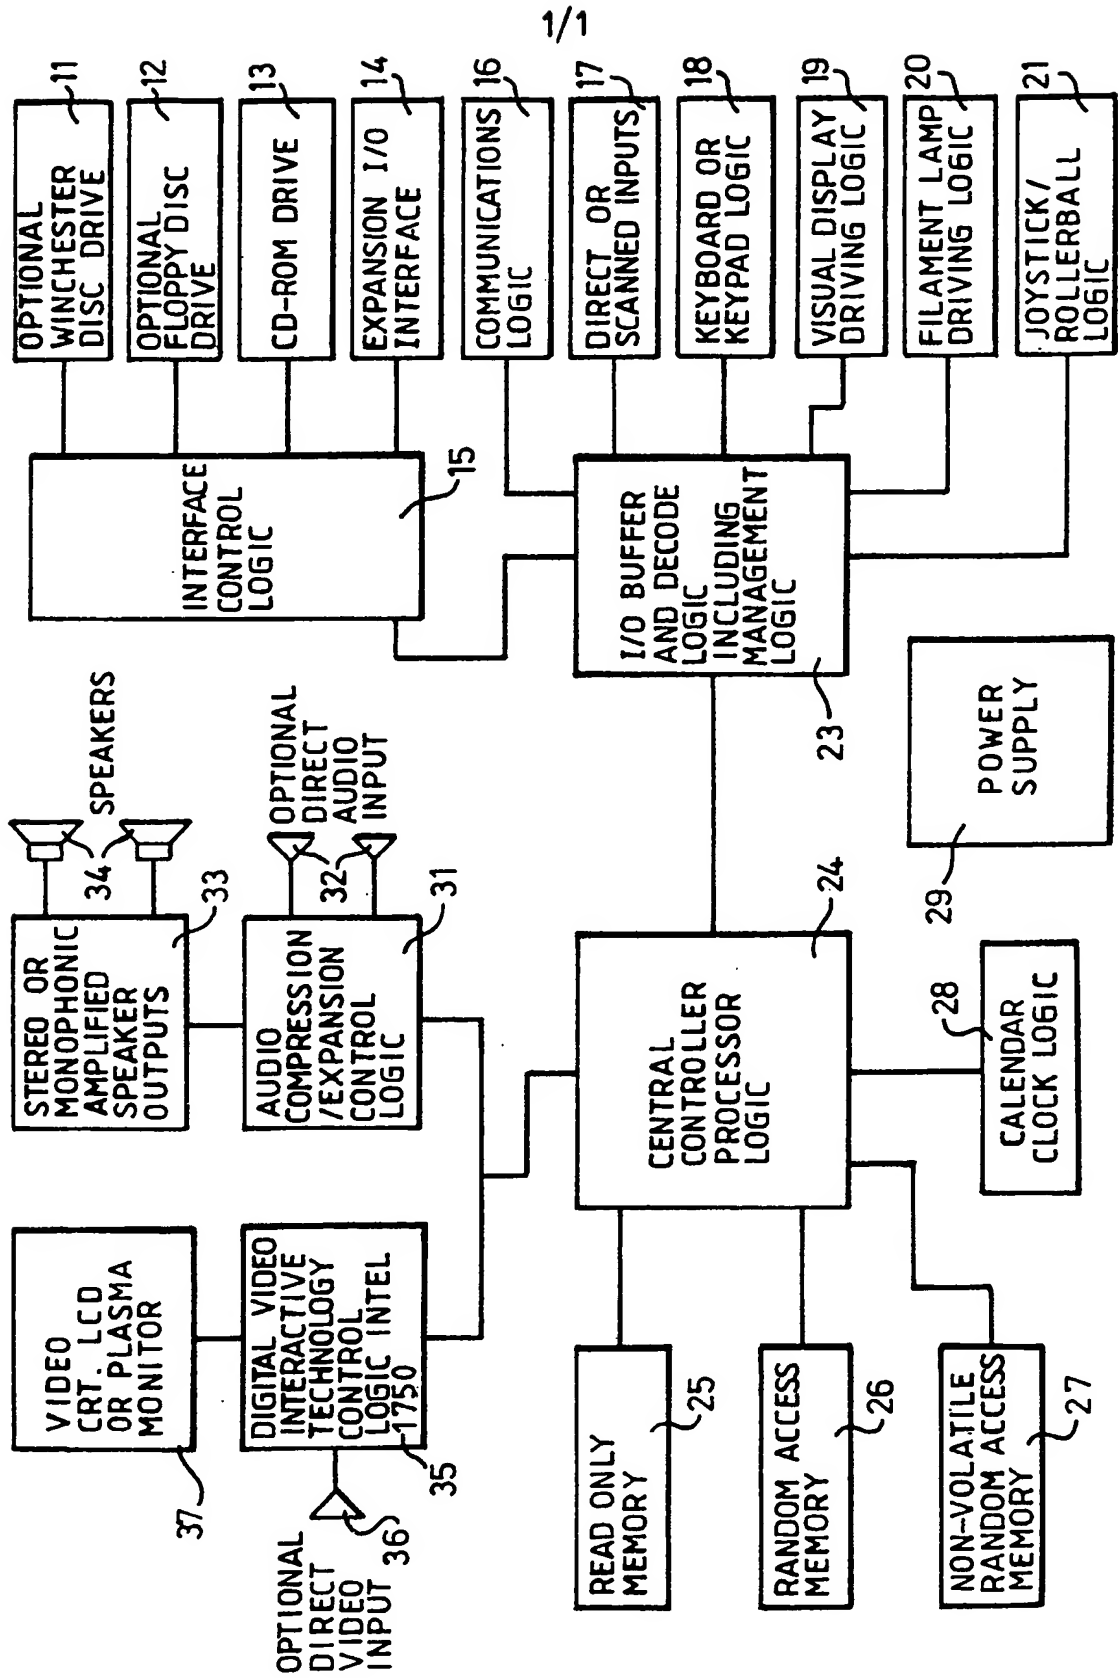 1/1
VIDEO
CRT. LCD
OR PLASMA
MONITOR
37
STEREO OR
MONOPHONIC
AMPLIFIED
SPEAKER
OUTPUTS
33
34
SPEAKERS
OPTIONAL
DIRECT
VIDEO
INPUT
36
DIGITAL VIDEO
INTERACTIVE
TECHNOLOGY
CONTROL
LOGIC INTEL
1750
35
AUDIO
COMPRESSION
/EXPANSION
CONTROL
LOGIC
31
32
OPTIONAL
DIRECT
AUDIO
INPUT
INTERFACE
CONTROL
LOGIC
15
OPTIONAL
WINCHESTER
DISC DRIVE
11
OPTIONAL
FLOPPY DISC
DRIVE
12
CD-ROM DRIVE
13
EXPANSION I/O
INTERFACE
14
COMMUNICATIONS
LOGIC
16
DIRECT OR
SCANNED INPUTS
17
KEYBOARD OR
KEYPAD LOGIC
18
VISUAL DISPLAY
DRIVING LOGIC
19
FILAMENT LAMP
DRIVING LOGIC
20
JOYSTICK/
ROLLERBALL
LOGIC
21
READ ONLY
MEMORY
25
RANDOM ACCESS
MEMORY
26
NON-VOLATILE
RANDOM ACCESS
MEMORY
27
CENTRAL
CONTROLLER
PROCESSOR
LOGIC
24
I/O BUFFER
AND DECODE
LOGIC
INCLUDING
MANAGEMENT
LOGIC
23
28
CALENDAR
CLOCK LOGIC
29
POWER
SUPPLY